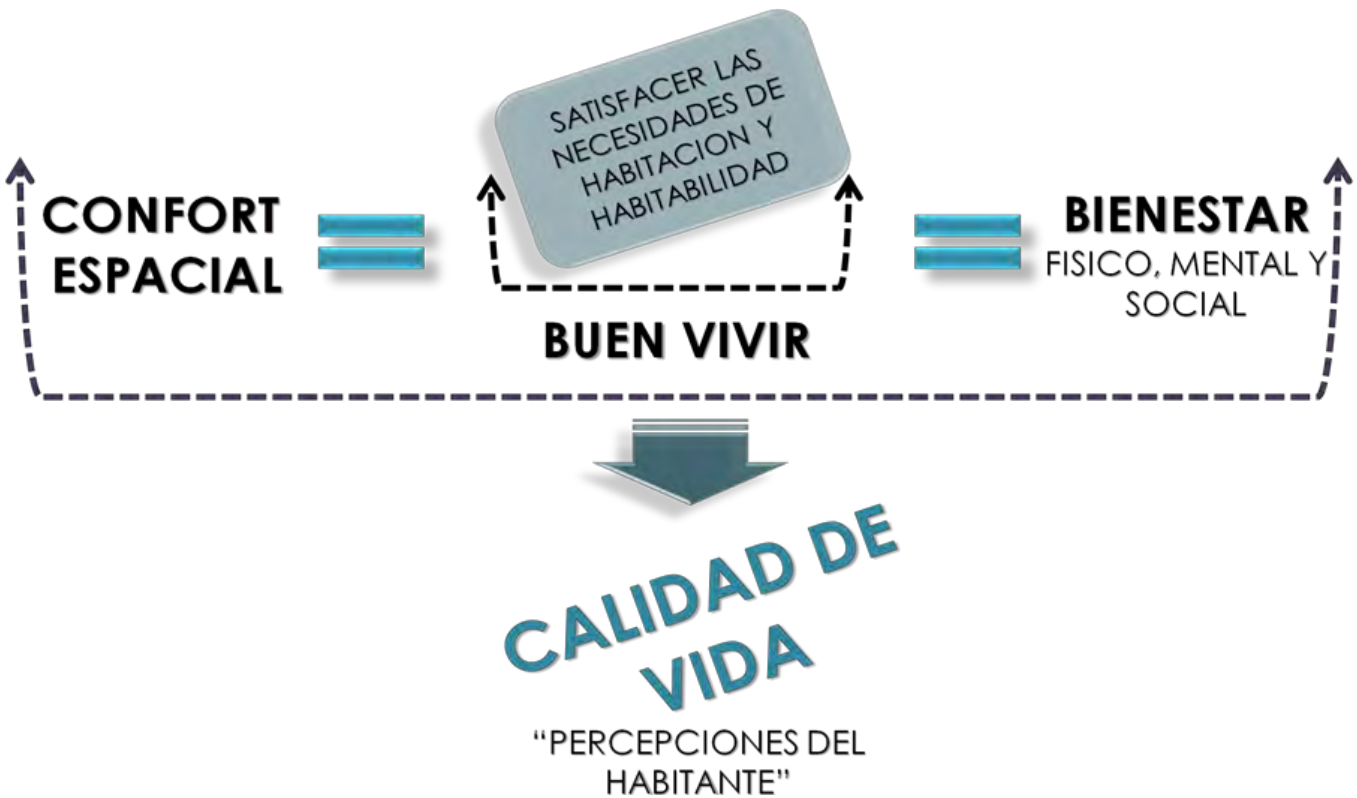 SATISFACER LAS
NECESIDADES DE
HABITACION Y
HABITABILIDAD
CONFORT
ESPACIAL
BIENESTAR
FISICO, MENTAL Y
SOCIAL
BUEN VIVIR
CALIDAD DE
VIDA
“PERCEPCIONES DEL
HABITANTE”